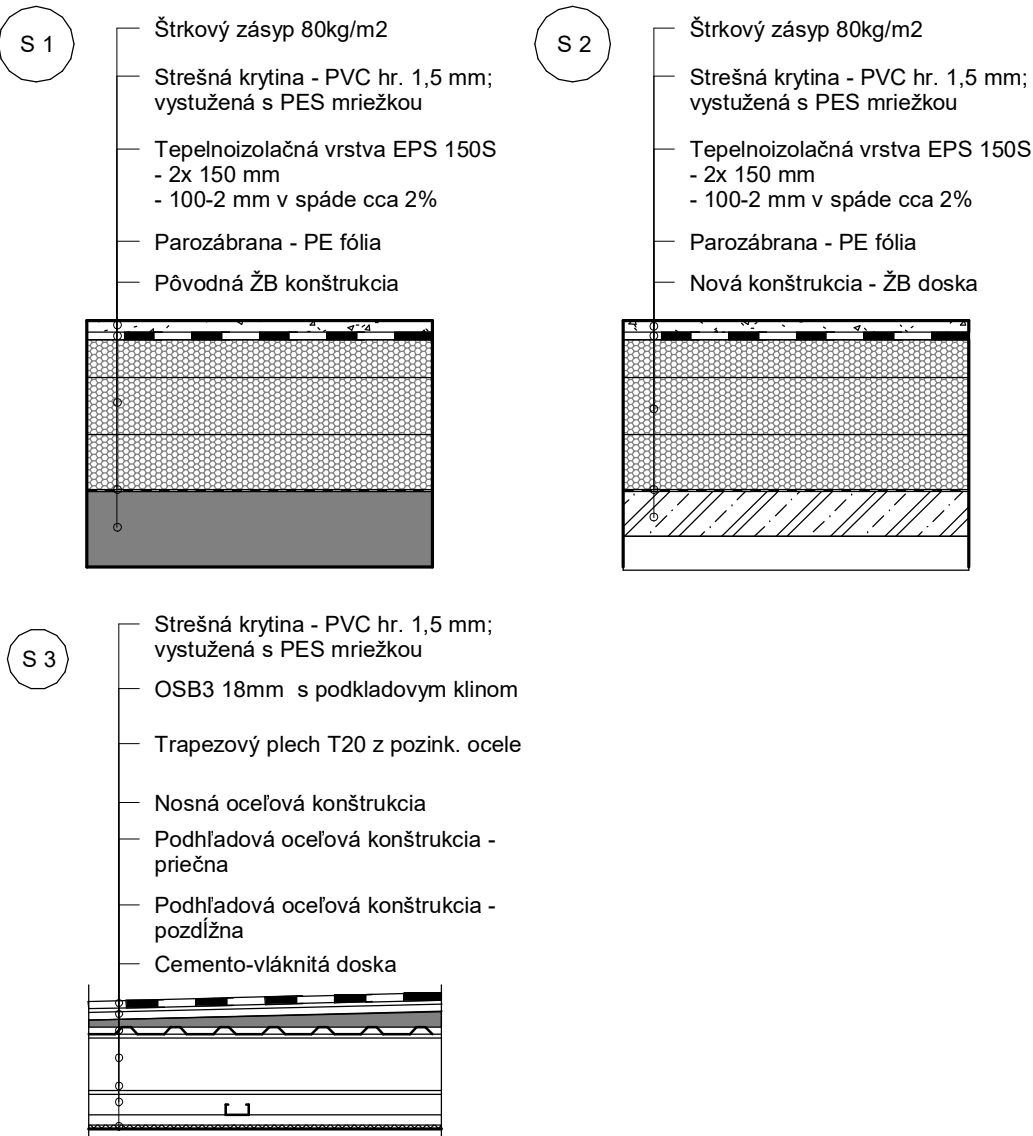 S 1
Štrkový zásyp 80kg/m2
Strešná krytina - PVC hr. 1,5 mm;
vystužená s PES mriežkou
Tepelnoizolačná vrstva EPS 150S
- 2x 150 mm
- 100-2 mm v spáde cca 2%
Parozábrana - PE fólia
Pôvodná ŽB konštrukcia
S 2
Štrkový zásyp 80kg/m2
Strešná krytina - PVC hr. 1,5 mm;
vystužená s PES mriežkou
Tepelnoizolačná vrstva EPS 150S
- 2x 150 mm
- 100-2 mm v spáde cca 2%
Parozábrana - PE fólia
Nová konštrukcia - ŽB doska
S 3
Strešná krytina - PVC hr. 1,5 mm;
vystužená s PES mriežkou
OSB3 18mm  s podkladovym klinom
Trapezový plech T20 z pozink. ocele
Nosná oceľová konštrukcia
Podhľadová oceľová konštrukcia -
priečna
Podhľadová oceľová konštrukcia -
pozdĺžna
Cemento-vláknitá doska